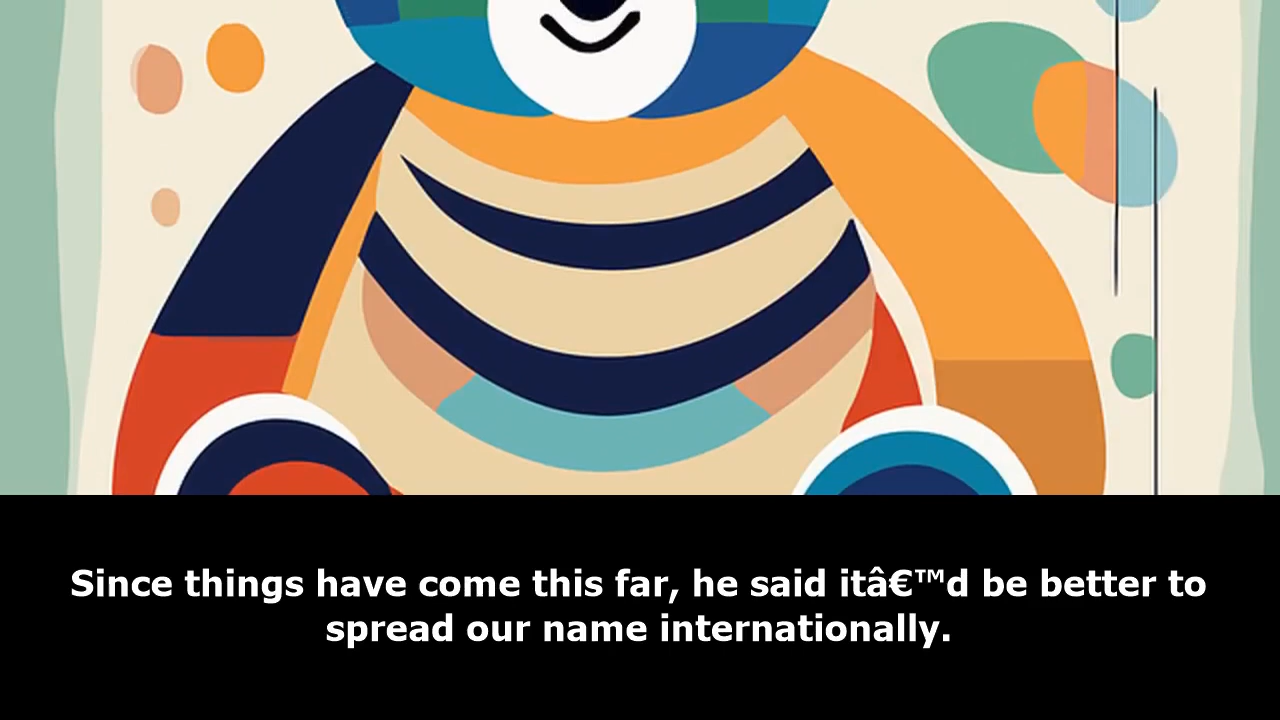 Since things have come this far, he said itâ€™d be better to
spread our name internationally.